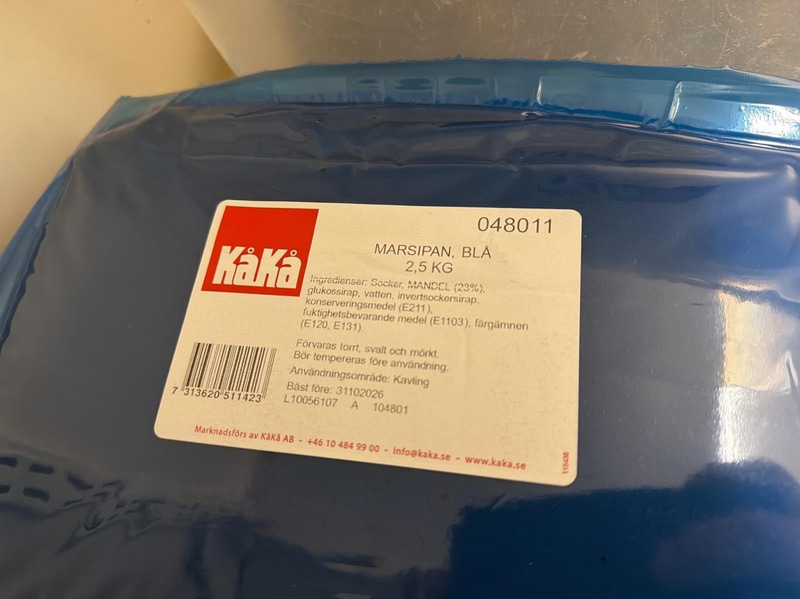 048011
KåKå
MARSIPAN, BLÅ
2,5 KG
Ingredienser: Socker, MANDEL (23%),
glukossirap, vatten, invertsockersirap,
konserveringsmedel (E211),
fuktighetsbevarande medel (E1103), färgämnen
(E120, E131).
Förvaras torrt, svalt och mörkt.
Bör tempereras före användning.
Användningsområde: Kavling
Bäst före: 31102026
L10056107 A 104801
7 313620 511423
Marknadsförs av KåKå AB - +46 10 484 99 00 - info@kaka.se - www.kaka.se